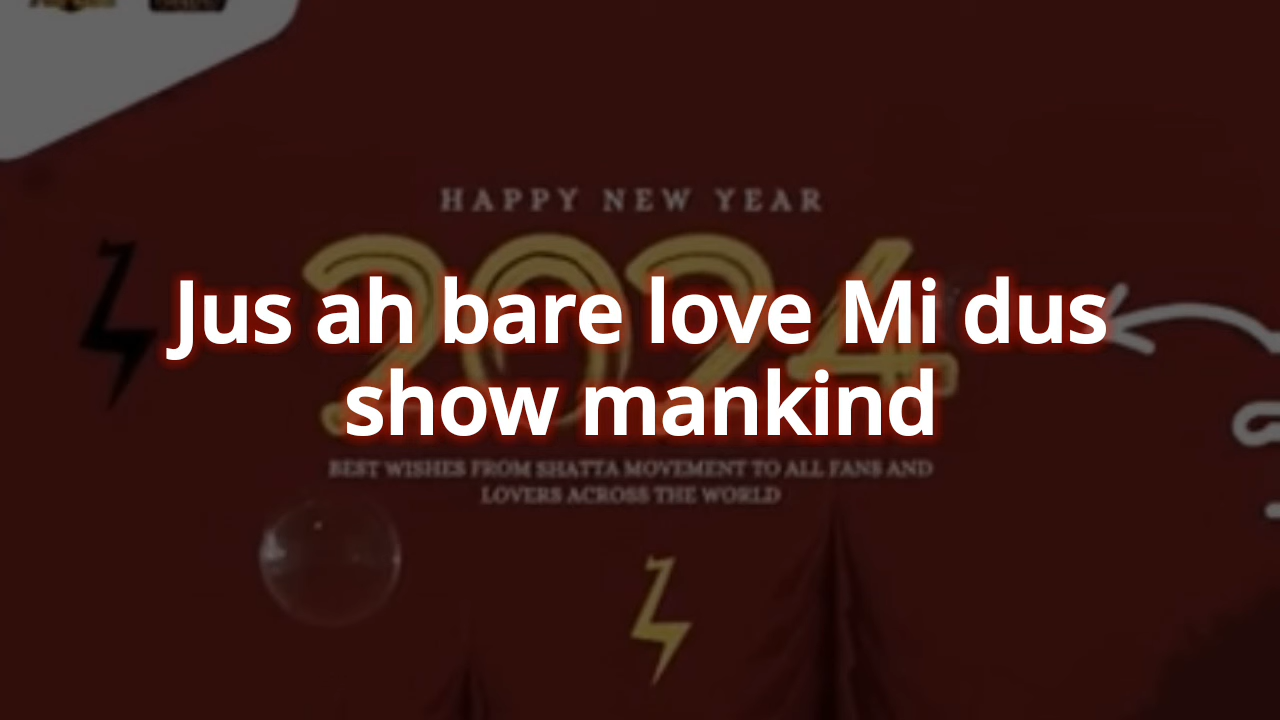 HAPPY NEW YEAR
2024
Jus ah bare love Mi dus
show mankind
BEST WISHES FROM SHATTA MOVEMENT TO ALL FANS AND
LOVERS ACROSS THE WORLD